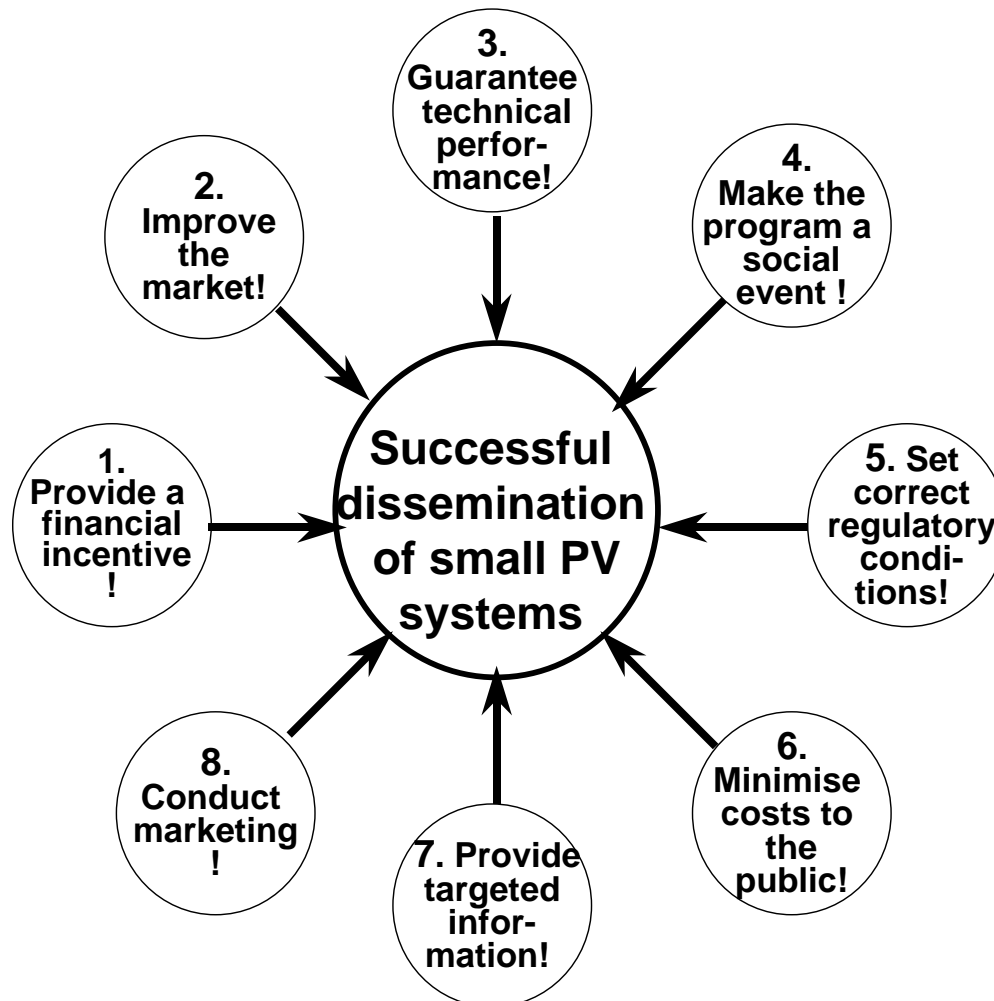 1.
Provide a
financial
incentive
!
2.
Improve
the
market!
3.
Guarantee
technical
perfor-
mance!
4.
Make the
program a
social
event !
5. Set
correct
regulatory
condi-
tions!
6.
Minimise
costs to
the
public!
7. Provide
targeted
infor-
mation!
8.
Conduct
marketing
!
Successful
dissemination
of small PV
systems